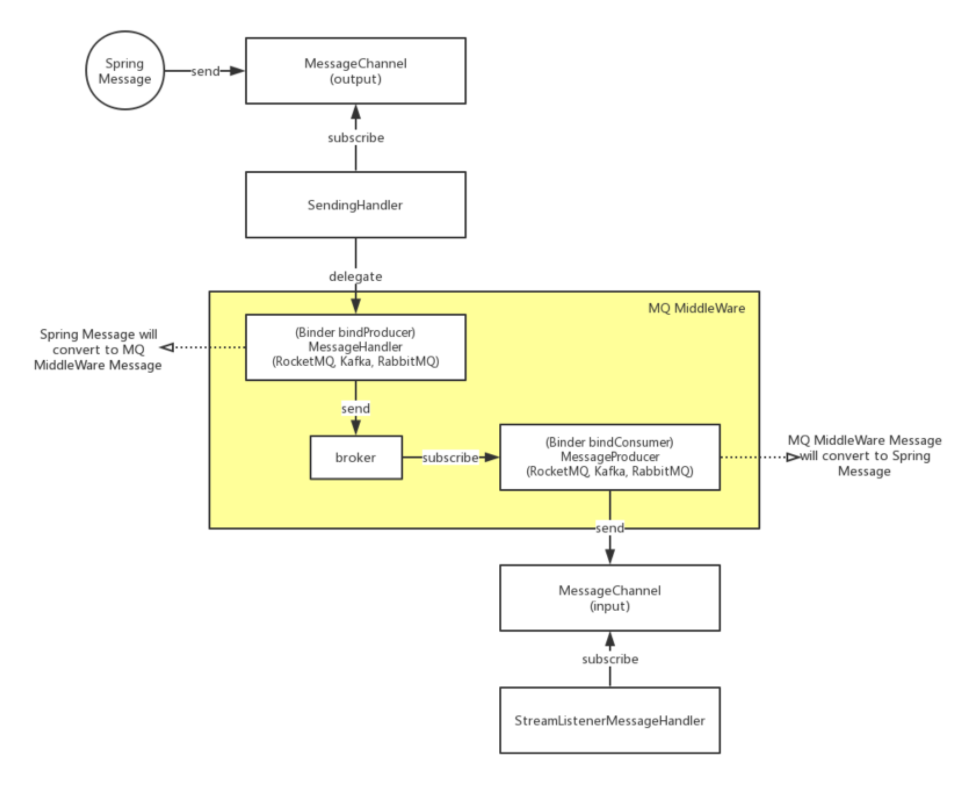 Spring
Message
send
MessageChannel
(output)
subscribe
SendingHandler
delegate
MQ MiddleWare
Spring Message will
convert to MQ
MiddleWare Message
(Binder bindProducer)
MessageHandler
(RocketMQ, Kafka, RabbitMQ)
send
broker
subscribe
(Binder bindConsumer)
MessageProducer
(RocketMQ, Kafka, RabbitMQ)
MQ MiddleWare Message
will convert to Spring
Message
send
MessageChannel
(input)
subscribe
StreamListenerMessageHandler